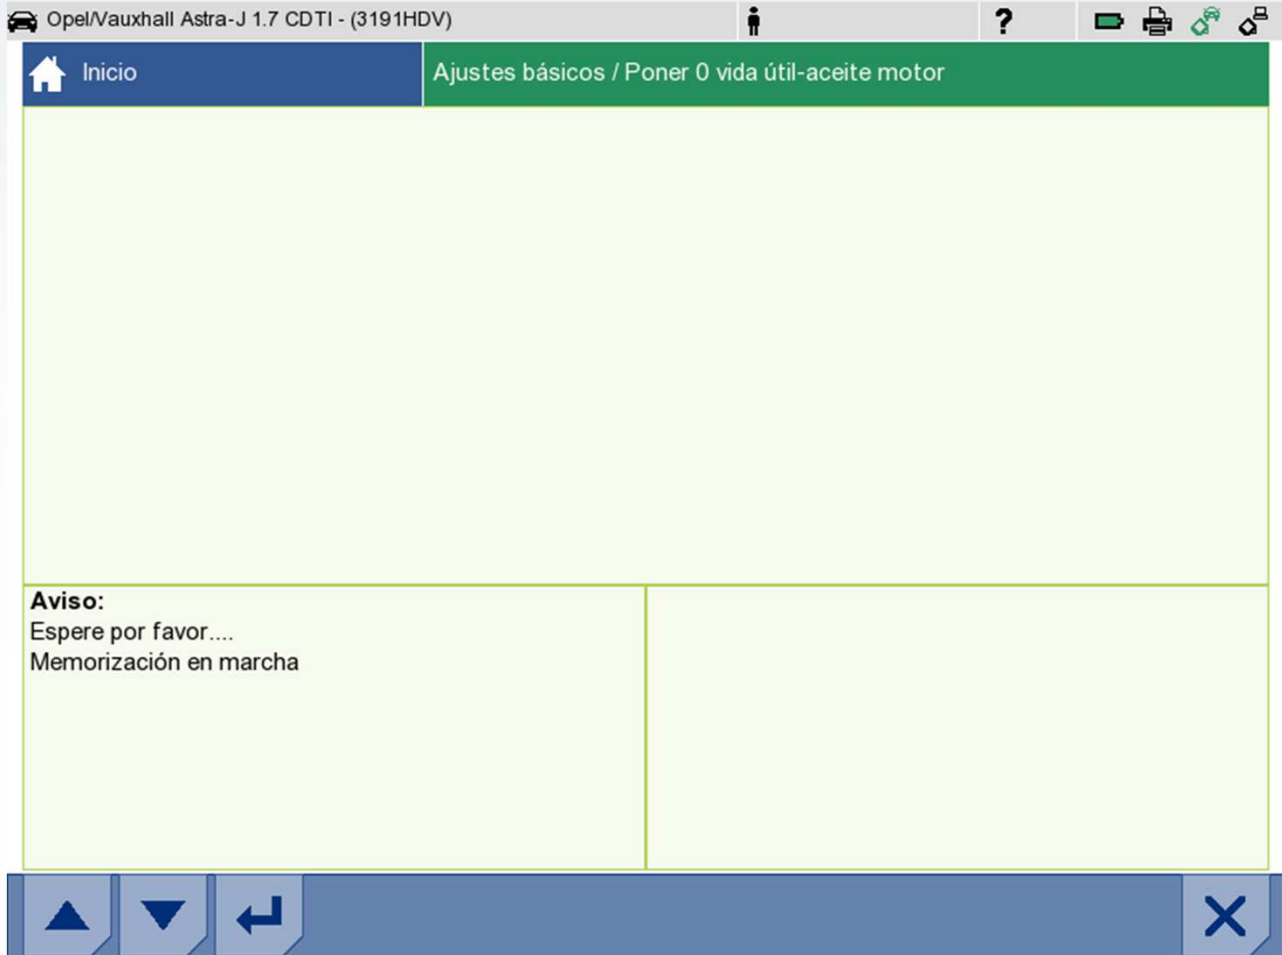 Opel/Vauxhall Astra-J 1.7 CDTI - (3191HDV)
?
Inicio
Ajustes básicos / Poner 0 vida útil-aceite motor
Aviso:
Espere por favor....
Memorización en marcha